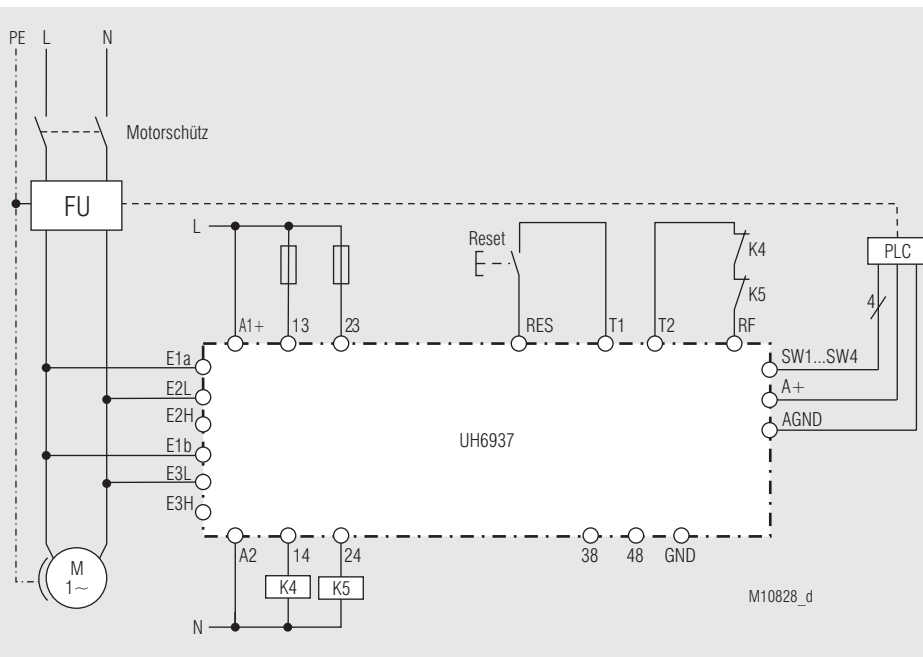 PE L N
Motorschütz
FU
L
Reset
K4
K5
PLC
4
A1+ 13 23 RES T1 T2 RF
E1a
E2L
E2H
E1b
E3L
E3H
UH6937
SW1...SW4
A+
AGND
A2 14 24 38 48 GND
K4 K5
M
1~
N
M10828_d